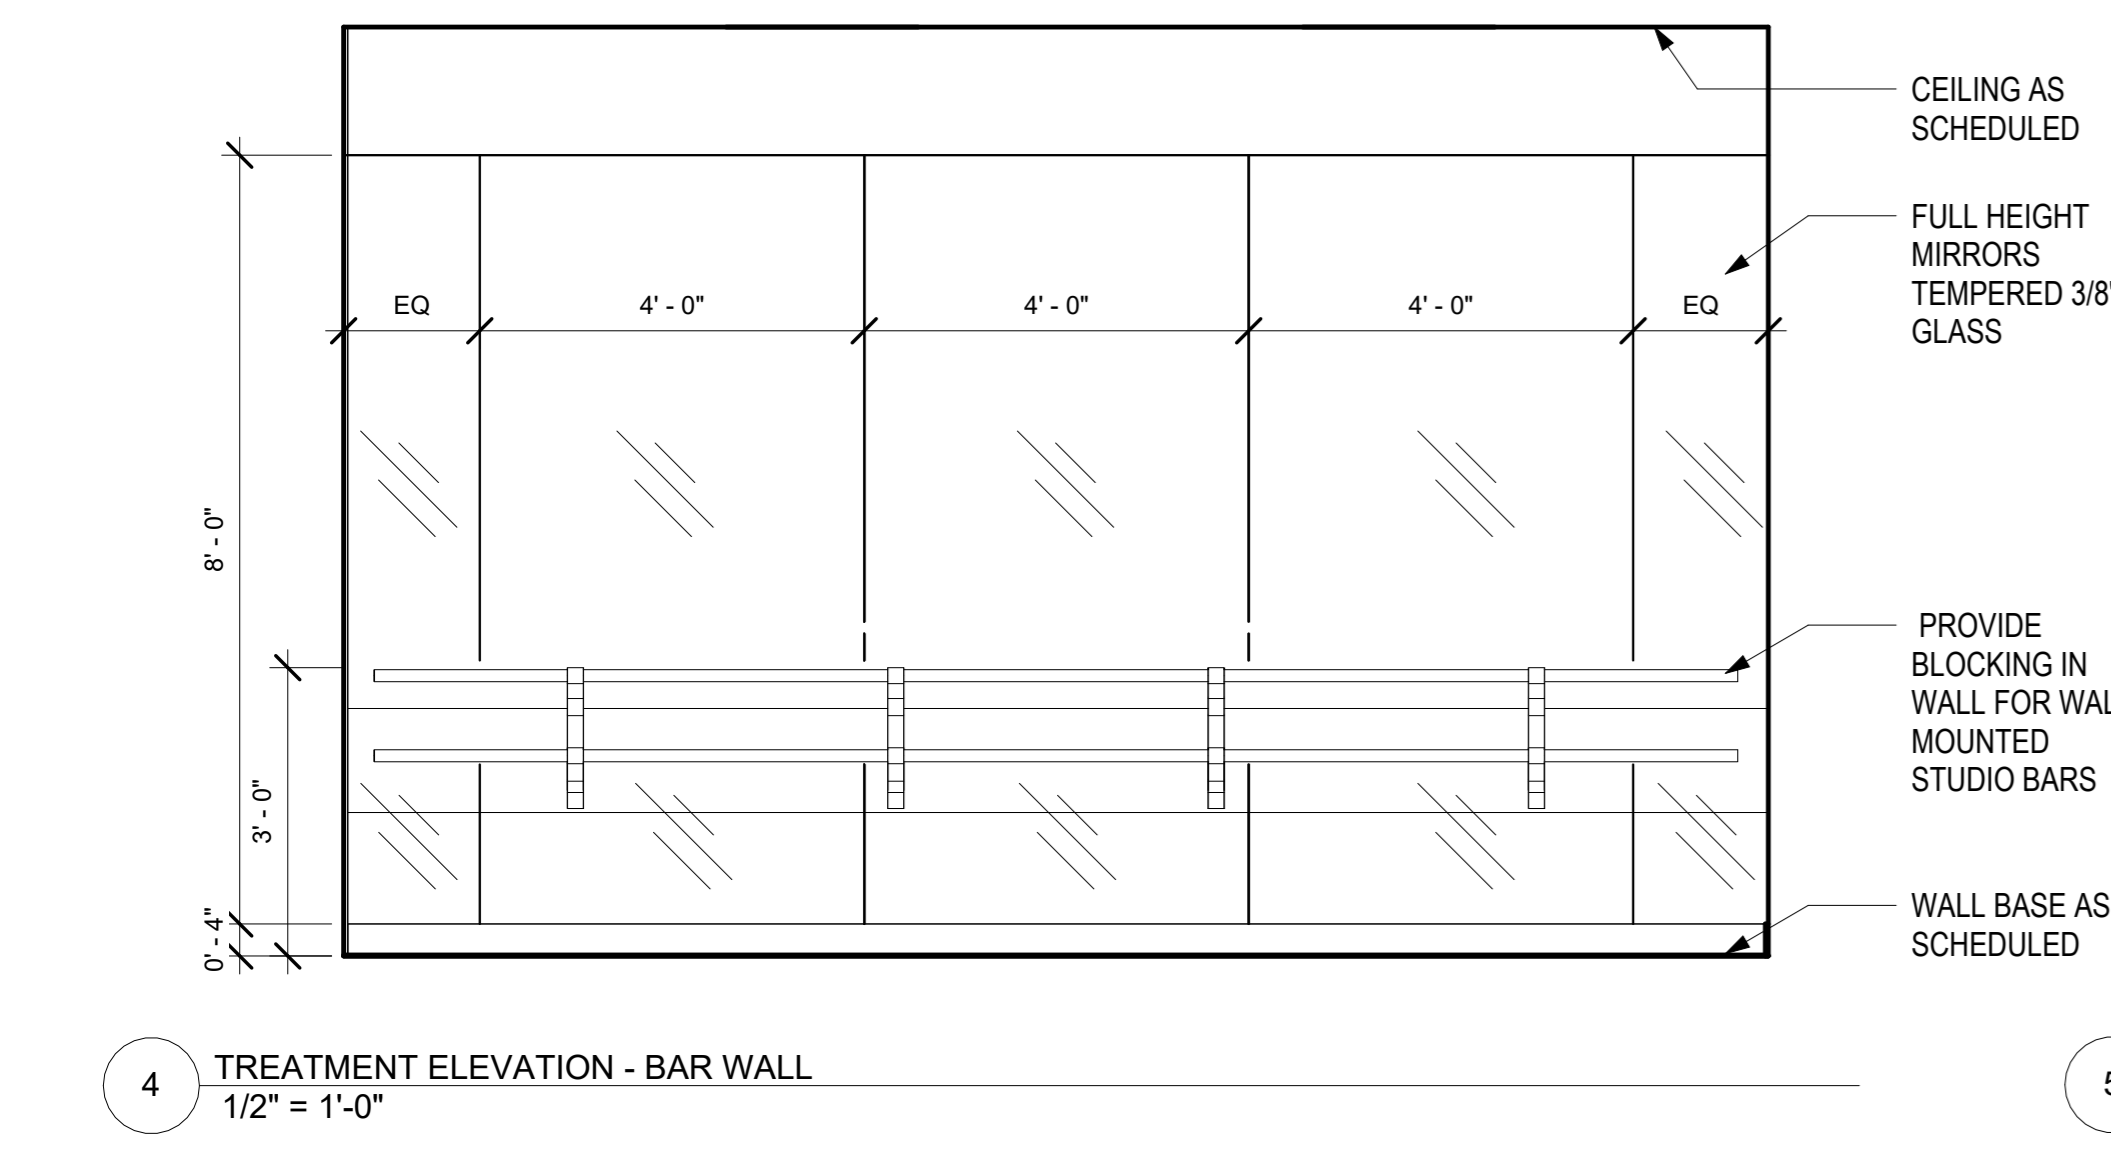 CEILING AS
SCHEDULED
FULL HEIGHT
MIRRORS
TEMPERED 3/8"
GLASS
EQ
4' - 0"
4' - 0"
4' - 0"
EQ
8' - 0"
3' - 0"
0' - 4"
PROVIDE
BLOCKING IN
WALL FOR WAL
MOUNTED
STUDIO BARS
WALL BASE AS
SCHEDULED
4
TREATMENT ELEVATION - BAR WALL
1/2" = 1'-0"